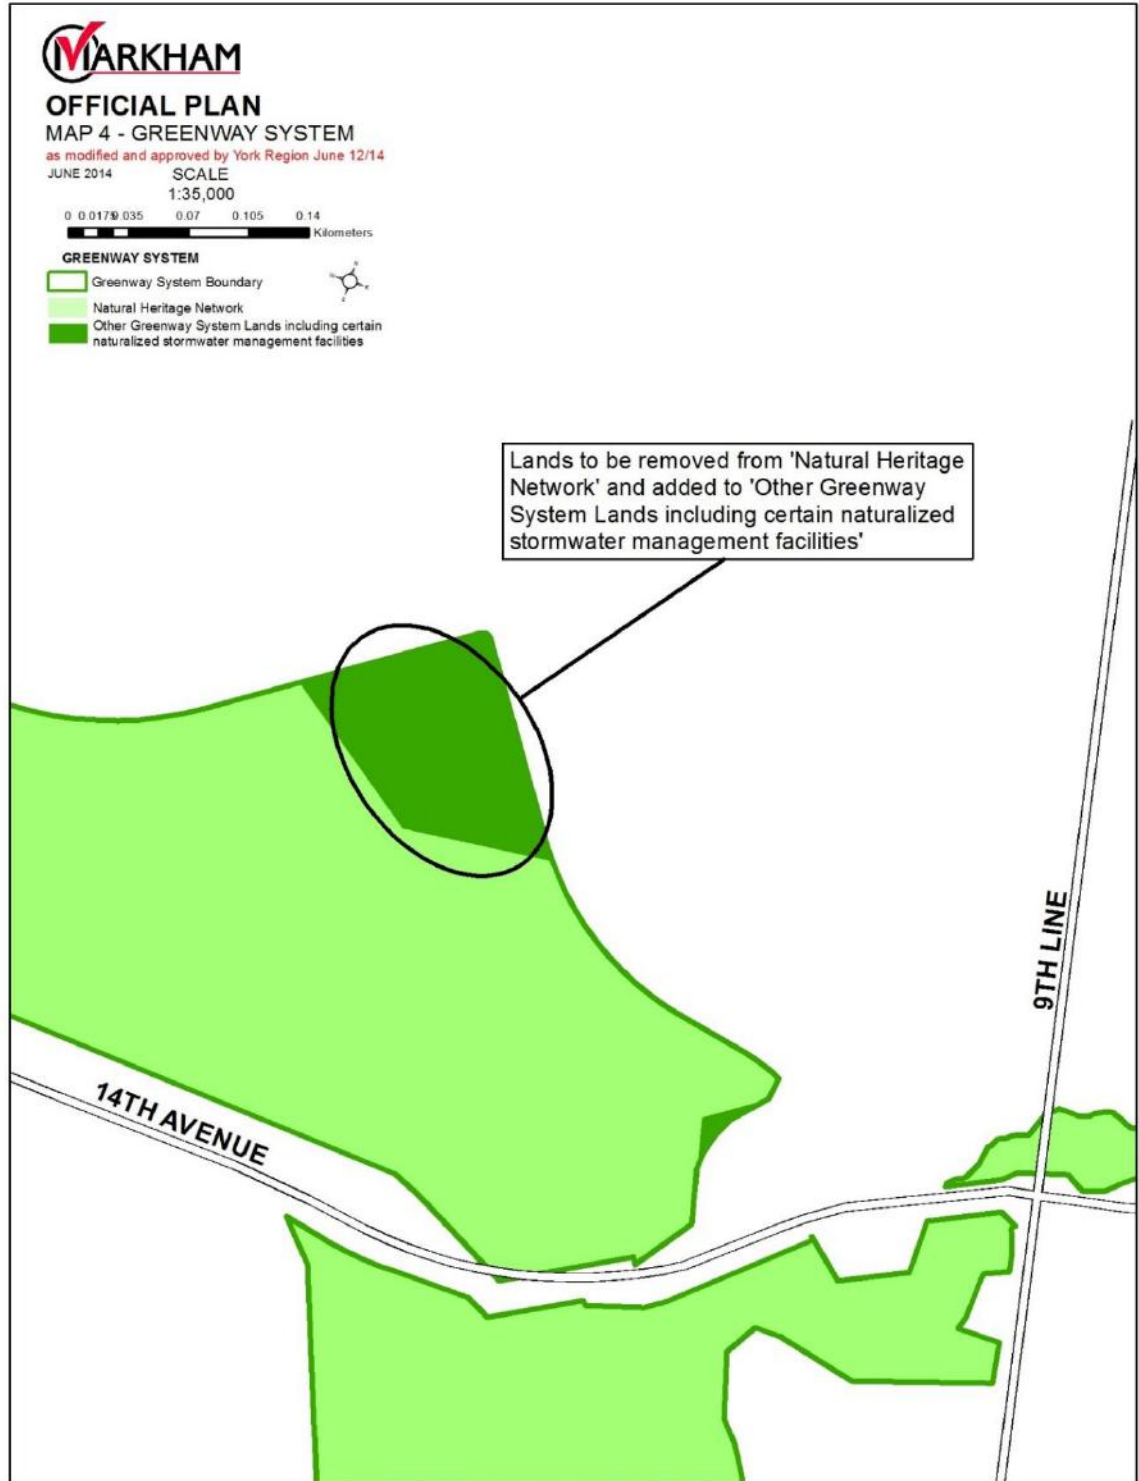 MARKHAM
OFFICIAL PLAN
MAP 4 - GREENWAY SYSTEM
as modified and approved by York Region June 12/14
JUNE 2014 SCALE
1:35,000
0 0.0175 0.035 0.07 0.105 0.14
Kilometers
GREENWAY SYSTEM
Greenway System Boundary
Natural Heritage Network
Other Greenway System Lands including certain
naturalized stormwater management facilities
Lands to be removed from 'Natural Heritage
Network' and added to 'Other Greenway
System Lands including certain naturalized
stormwater management facilities'
9TH LINE
14TH AVENUE